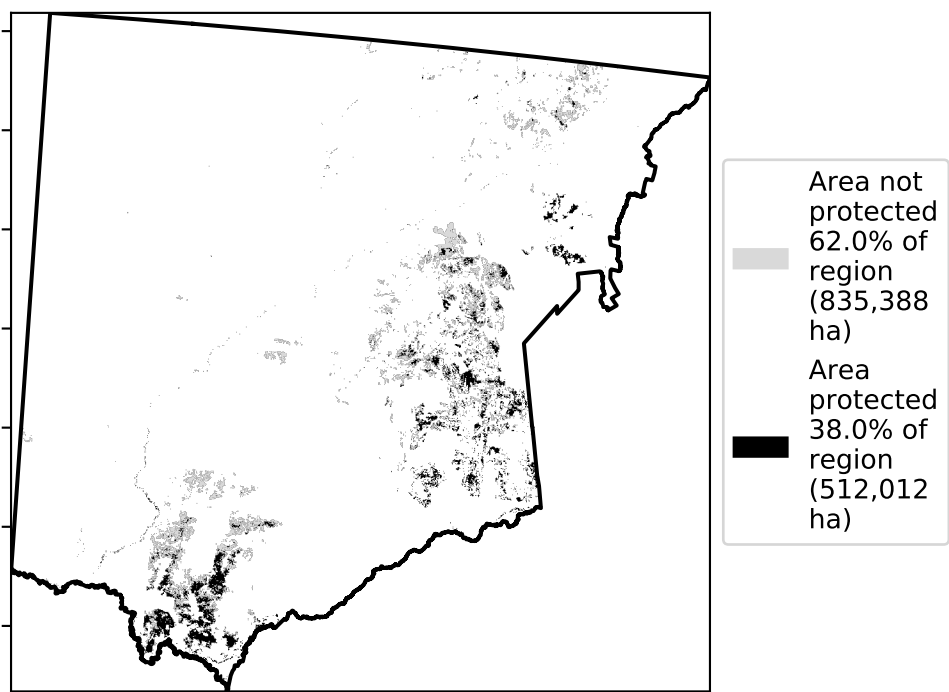 Area not
protected
62.0% of
region
(835,388
ha)
Area
protected
38.0% of
region
(512,012
ha)